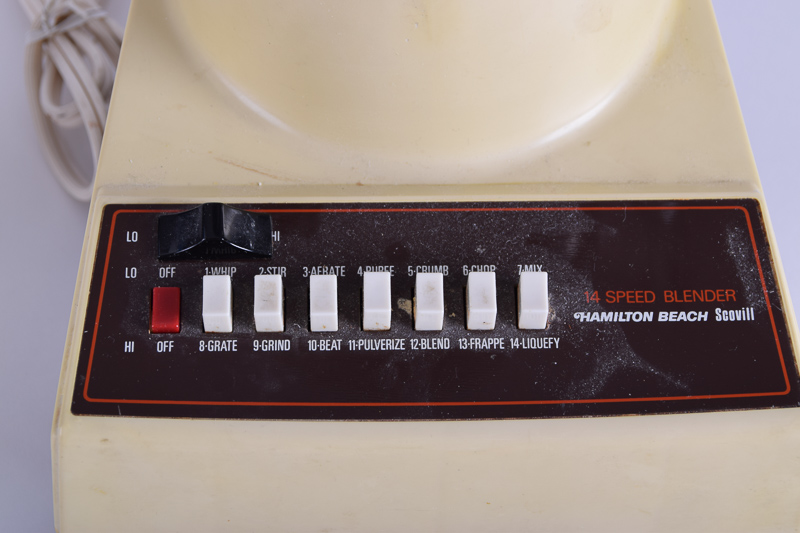 LO HI
LO OFF 1-WHIP 2-STIR 3-AERATE 4-PUREE 5-CRUMB 6-CHOP 7-MIX
14 SPEED BLENDER
HAMILTON BEACH Scovill
HI OFF 8-GRATE 9-GRIND 10-BEAT 11-PULVERIZE 12-BLEND 13-FRAPPE 14-LIQUEFY